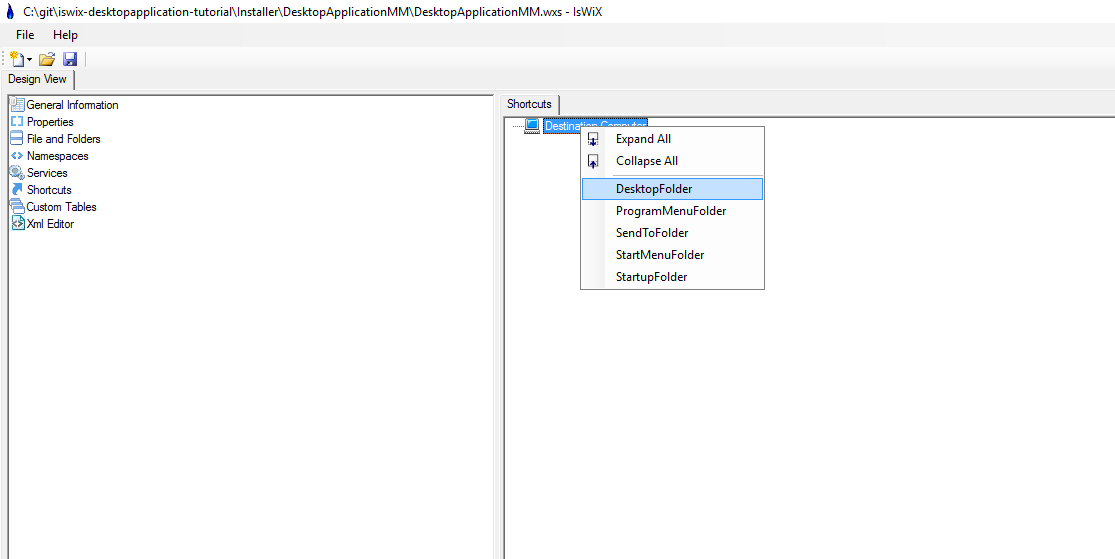 C:\git\iswix-desktopapplication-tutorial\Installer\DesktopApplicationMM\DesktopApplicationMM.wxs - IsWiX
File Help
Design View
General Information
Properties
File and Folders
Namespaces
Services
Shortcuts
Custom Tables
Xml Editor
Shortcuts
Destination Computer
Expand All
Collapse All
DesktopFolder
ProgramMenuFolder
SendToFolder
StartMenuFolder
StartupFolder